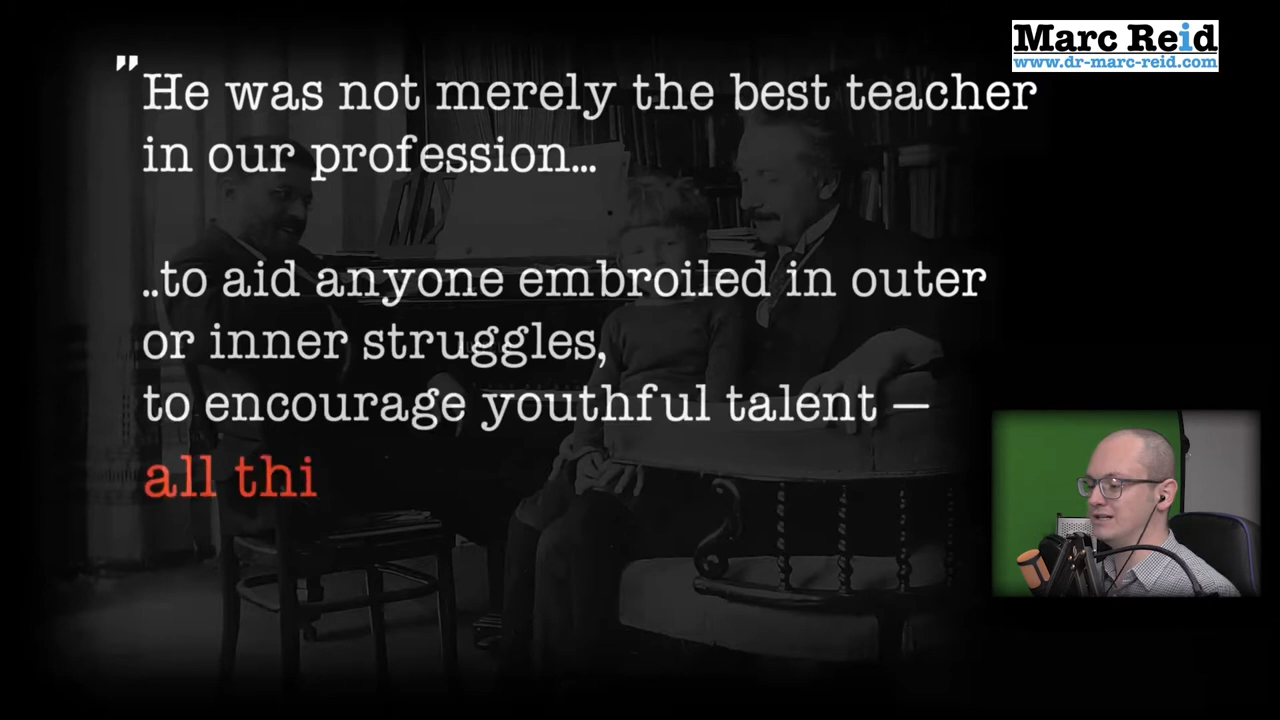 Marc Reid
www.dr-marc-reid.com
"He was not merely the best teacher
in our profession...
..to aid anyone embroiled in outer
or inner struggles,
to encourage youthful talent —
all thi